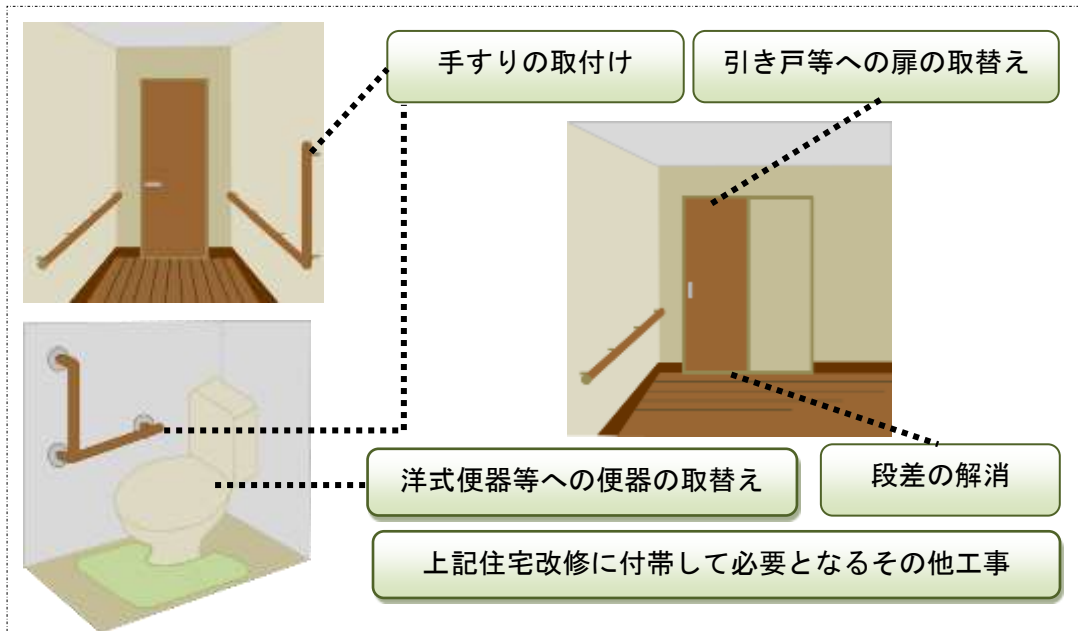 手すりの取付け
引き戸等への扉の取替え
洋式便器等への便器の取替え
段差の解消
上記住宅改修に付帯して必要となるその他工事